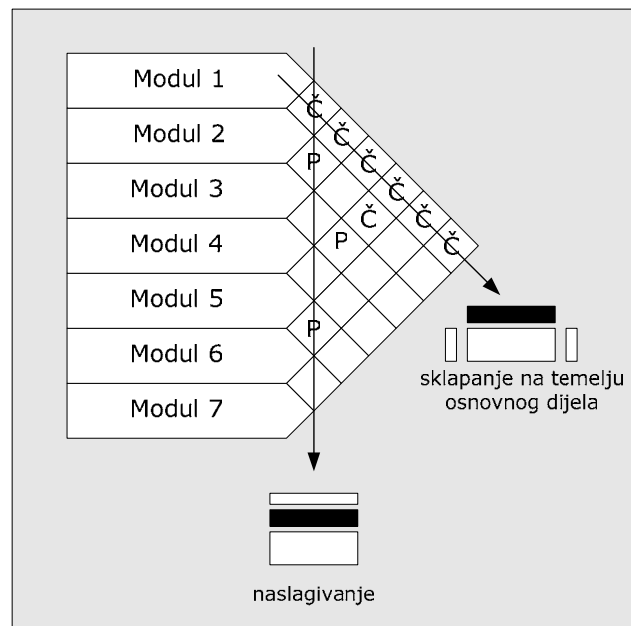 Modul 1
Modul 2
Modul 3
Modul 4
Modul 5
Modul 6
Modul 7
Č
Č
P
Č
Č
Č
Č
P
Č
Č
P
sklapanje na temelju
osnovnog dijela
naslagivanje